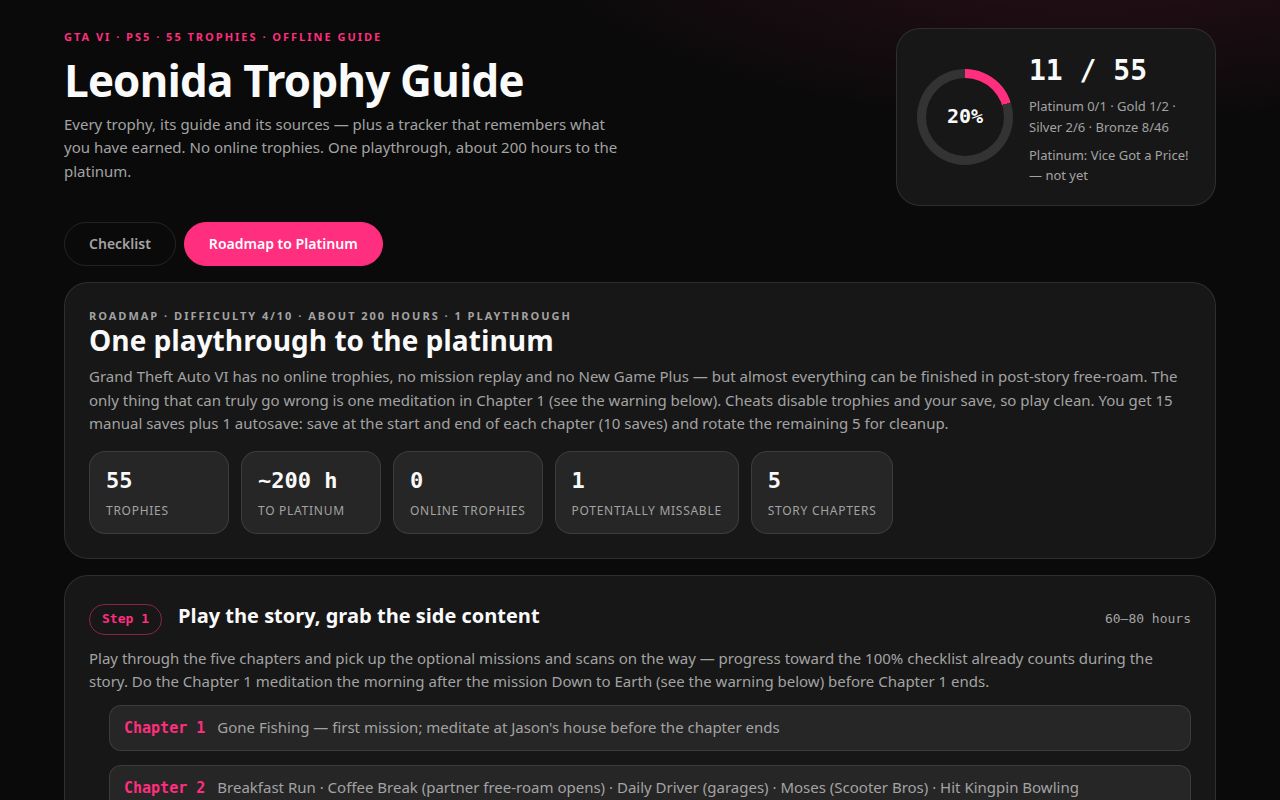 GTA VI · PS5 · 55 TROPHIES · OFFLINE GUIDE
Leonida Trophy Guide
Every trophy, its guide and its sources — plus a tracker that remembers what
you have earned. No online trophies. One playthrough, about 200 hours to the
platinum.
20%
11 / 55
Platinum 0/1 · Gold 1/2 ·
Silver 2/6 · Bronze 8/46
Platinum: Vice Got a Price!
— not yet
Checklist
Roadmap to Platinum
ROADMAP · DIFFICULTY 4/10 · ABOUT 200 HOURS · 1 PLAYTHROUGH
One playthrough to the platinum
Grand Theft Auto VI has no online trophies, no mission replay and no New Game Plus — but almost everything can be finished in post-story free-roam. The
only thing that can truly go wrong is one meditation in Chapter 1 (see the warning below). Cheats disable trophies and your save, so play clean. You get 15
manual saves plus 1 autosave: save at the start and end of each chapter (10 saves) and rotate the remaining 5 for cleanup.
55
TROPHIES
~200 h
TO PLATINUM
0
ONLINE TROPHIES
1
POTENTIALLY MISSABLE
5
STORY CHAPTERS
Step 1
Play the story, grab the side content
60–80 hours
Play through the five chapters and pick up the optional missions and scans on the way — progress toward the 100% checklist already counts during the
story. Do the Chapter 1 meditation the morning after the mission Down to Earth (see the warning below) before Chapter 1 ends.
Chapter 1 Gone Fishing — first mission; meditate at Jason's house before the chapter ends
Chapter 2 Breakfast Run · Coffee Break (partner free-roam opens) · Daily Driver (garages) · Moses (Scooter Bros) · Hit Kingpin Bowling